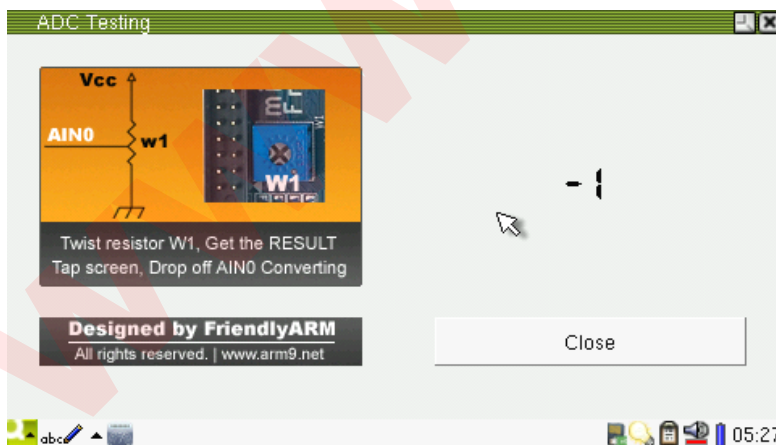 ADC Testing
Vcc
AIN0
w1
W1
W1
Twist resistor W1, Get the RESULT
Tap screen, Drop off AIN0 Converting
-1
Designed by FriendlyARM
All rights reserved. | www.arm9.net
Close
abc
05:27